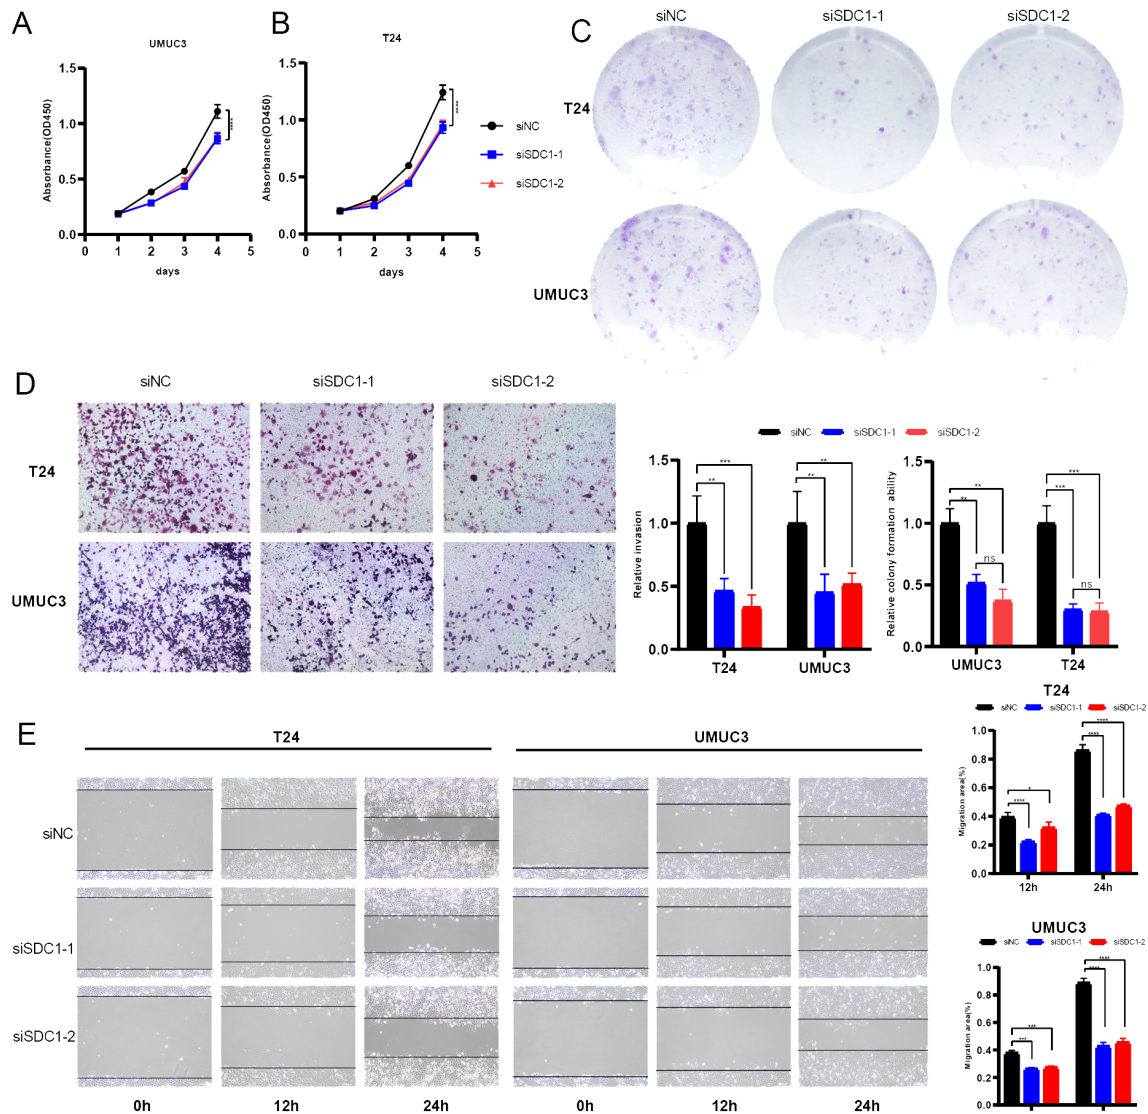 A
UMUC3
Absorbance(OD450)
1.5
1.0
0.5
0.0
0 1 2 3 4 5
days
****
B
T24
Absorbance(OD450)
1.5
1.0
0.5
0.0
0 1 2 3 4 5
days
****
siNC
siSDC1-1
siSDC1-2
C
siNC siSDC1-1 siSDC1-2
T24
UMUC3
D
siNC siSDC1-1 siSDC1-2
T24
UMUC3
siNC siSDC1-1 siSDC1-2
Relative invasion
1.5
1.0
0.5
0.0
*** **
** **
T24 UMUC3
Relative colony formation ability
1.5
1.0
0.5
0.0
** ***
** ***
ns ns
UMUC3 T24
E
T24 UMUC3
siNC
siSDC1-1
siSDC1-2
0h 12h 24h 0h 12h 24h
T24
siNC siSDC1-1 siSDC1-2
Migration area(%)
1.0
0.8
0.6
0.4
0.2
0.0
* ****
**** ****
12h 24h
UMUC3
siNC siSDC1-1 siSDC1-2
Migration area(%)
1.0
0.8
0.6
0.4
0.2
0.0
*** ****
*** ****
12h 24h